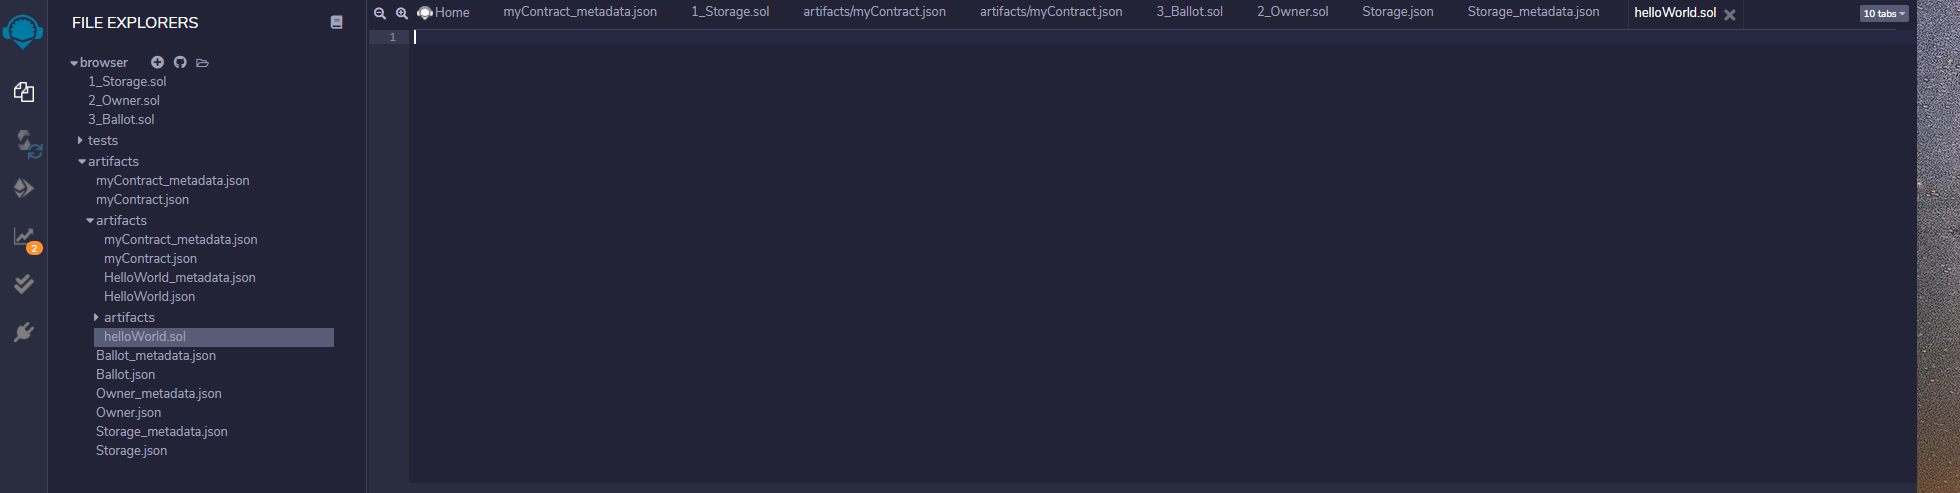 FILE EXPLORERS
browser
1_Storage.sol
2_Owner.sol
3_Ballot.sol
tests
artifacts
myContract_metadata.json
myContract.json
artifacts
myContract_metadata.json
myContract.json
HelloWorld_metadata.json
HelloWorld.json
artifacts
helloWorld.sol
Ballot_metadata.json
Ballot.json
Owner_metadata.json
Owner.json
Storage_metadata.json
Storage.json
2
Home myContract_metadata.json 1_Storage.sol artifacts/myContract.json artifacts/myContract.json 3_Ballot.sol 2_Owner.sol Storage.json Storage_metadata.json helloWorld.sol 10 tabs
1